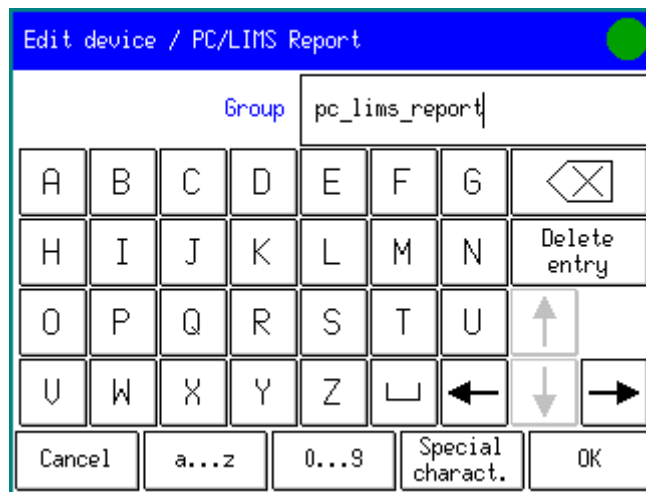 Edit device / PC/LIMS Report
Group pc_lims_report
A B C D E F G
H I J K L M N Delete
entry
O P Q R S T U
V W X Y Z
Cancel a...z 0...9 Special
charact. OK